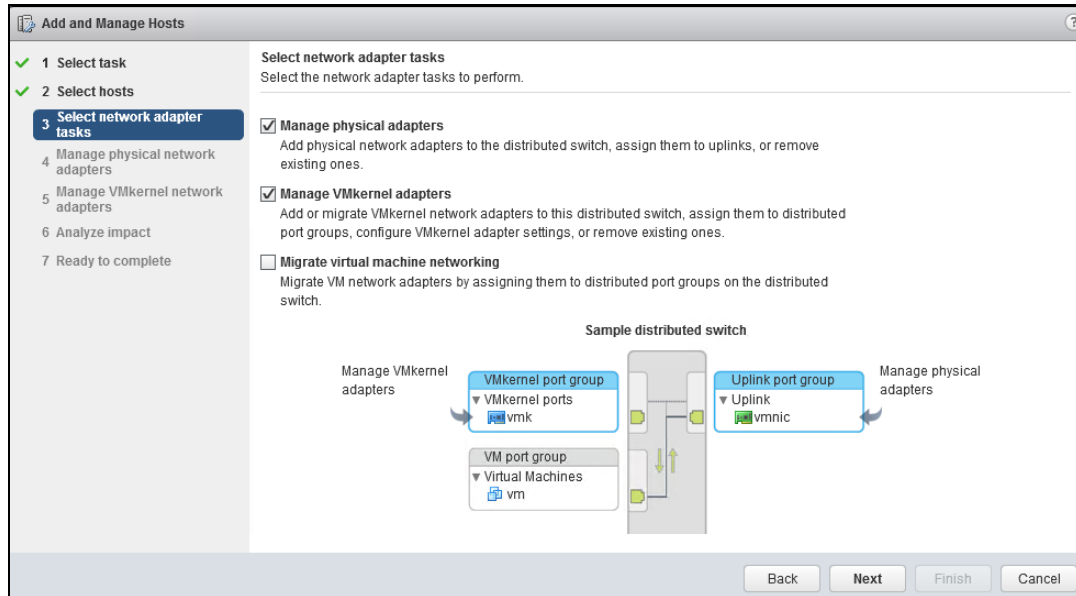 Add and Manage Hosts
?
1 Select task
2 Select hosts
3 Select network adapter
tasks
4 Manage physical network
adapters
5 Manage VMkernel network
adapters
6 Analyze impact
7 Ready to complete
Select network adapter tasks
Select the network adapter tasks to perform.
Manage physical adapters
Add physical network adapters to the distributed switch, assign them to uplinks, or remove
existing ones.
Manage VMkernel adapters
Add or migrate VMkernel network adapters to this distributed switch, assign them to distributed
port groups, configure VMkernel adapter settings, or remove existing ones.
Migrate virtual machine networking
Migrate VM network adapters by assigning them to distributed port groups on the distributed
switch.
Sample distributed switch
Manage VMkernel
adapters
VMkernel port group
VMkernel ports
vmk
VM port group
Virtual Machines
vm
Uplink port group
Uplink
vmnic
Manage physical
adapters
Back Next Finish Cancel